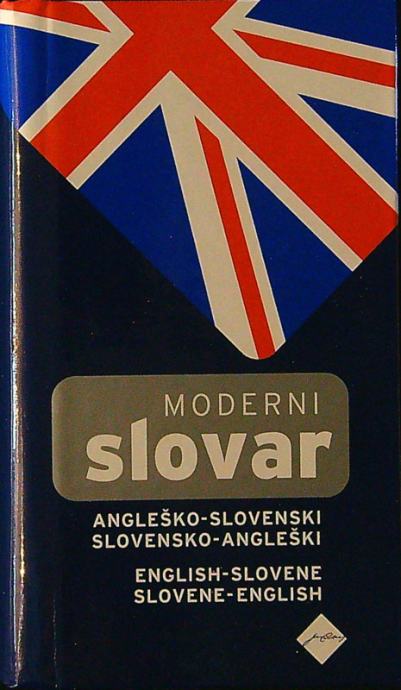 MODERNI
slovar
ANGLEŠKO-SLOVENSKI
SLOVENSKO-ANGLEŠKI
ENGLISH-SLOVENE
SLOVENE-ENGLISH